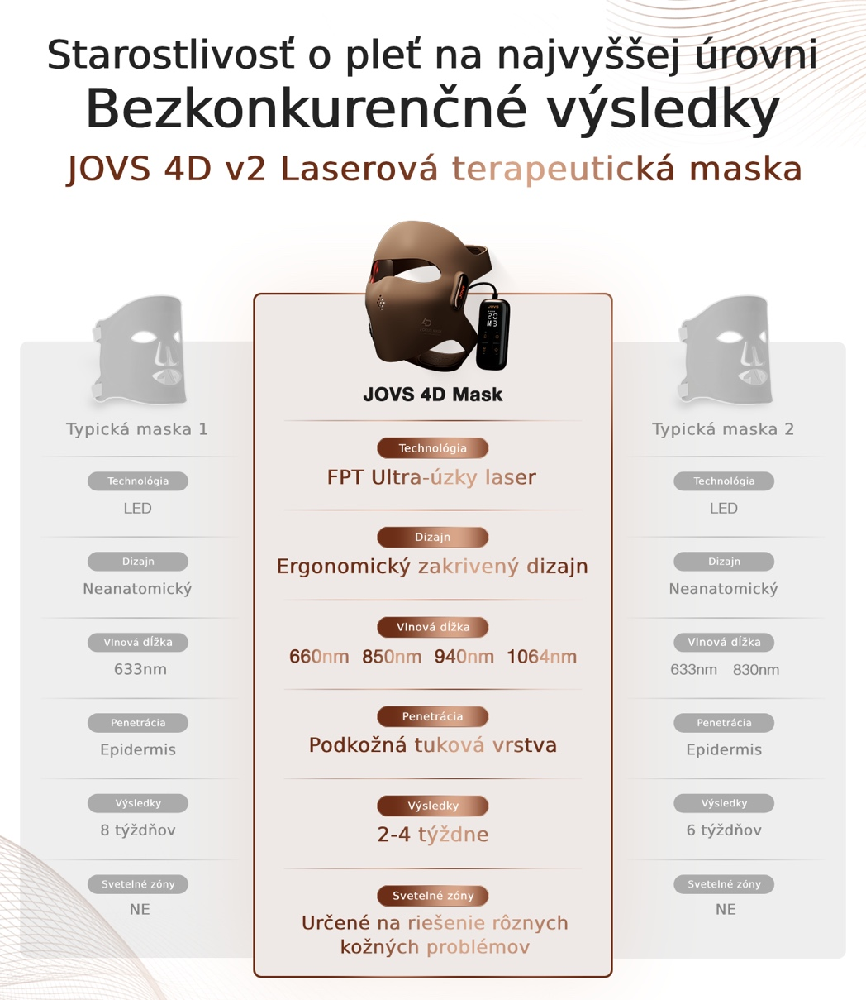 Starostlivosť o pleť na najvyššej úrovni
Bezkonkurenčné výsledky
JOVS 4D v2 Laserová terapeutická maska
JOVS 4D Mask
Technológia
FPT Ultra-úzky laser
Dizajn
Ergonomický zakrivený dizajn
Vlnová dĺžka
660nm 850nm 940nm 1064nm
Penetrácia
Podkožná tuková vrstva
Výsledky
2-4 týždne
Svetelné zóny
Určené na riešenie rôznych
kožných problémov
Typická maska 1
Technológia
LED
Dizajn
Neanatomický
Vlnová dĺžka
633nm
Penetrácia
Epidermis
Výsledky
8 týždňov
Svetelné zóny
NE
Typická maska 2
Technológia
LED
Dizajn
Neanatomický
Vlnová dĺžka
633nm 830nm
Penetrácia
Epidermis
Výsledky
6 týždňov
Svetelné zóny
NE